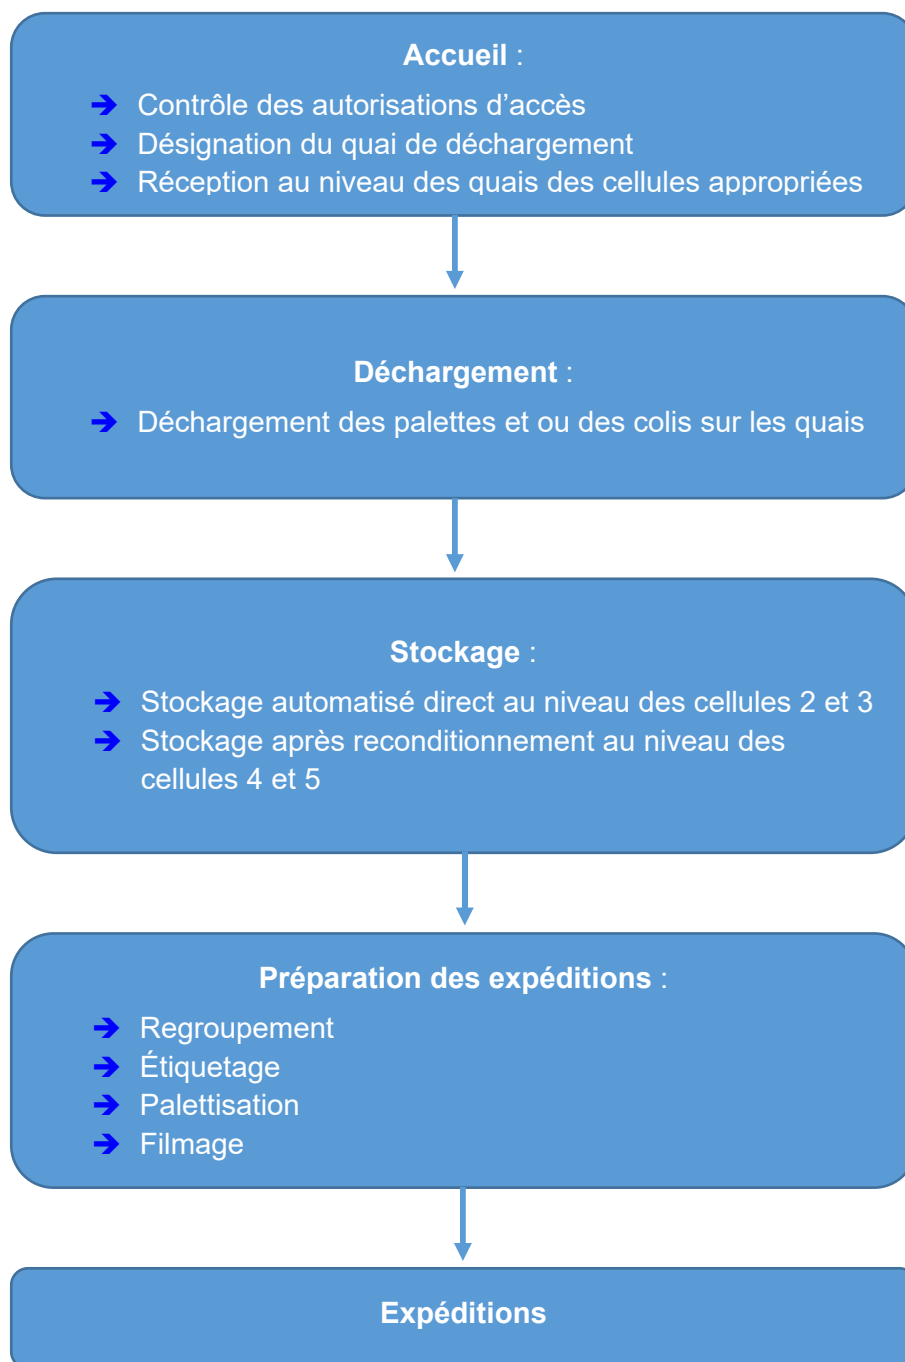 Accueil :
➔ Contrôle des autorisations d'accès
➔ Désignation du quai de déchargement
➔ Réception au niveau des quais des cellules appropriées
Déchargement :
➔ Déchargement des palettes et ou des colis sur les quais
Stockage :
➔ Stockage automatisé direct au niveau des cellules 2 et 3
➔ Stockage après reconditionnement au niveau des
cellules 4 et 5
Préparation des expéditions :
➔ Regroupement
➔ Étiquetage
➔ Palettisation
➔ Filmage
Expéditions